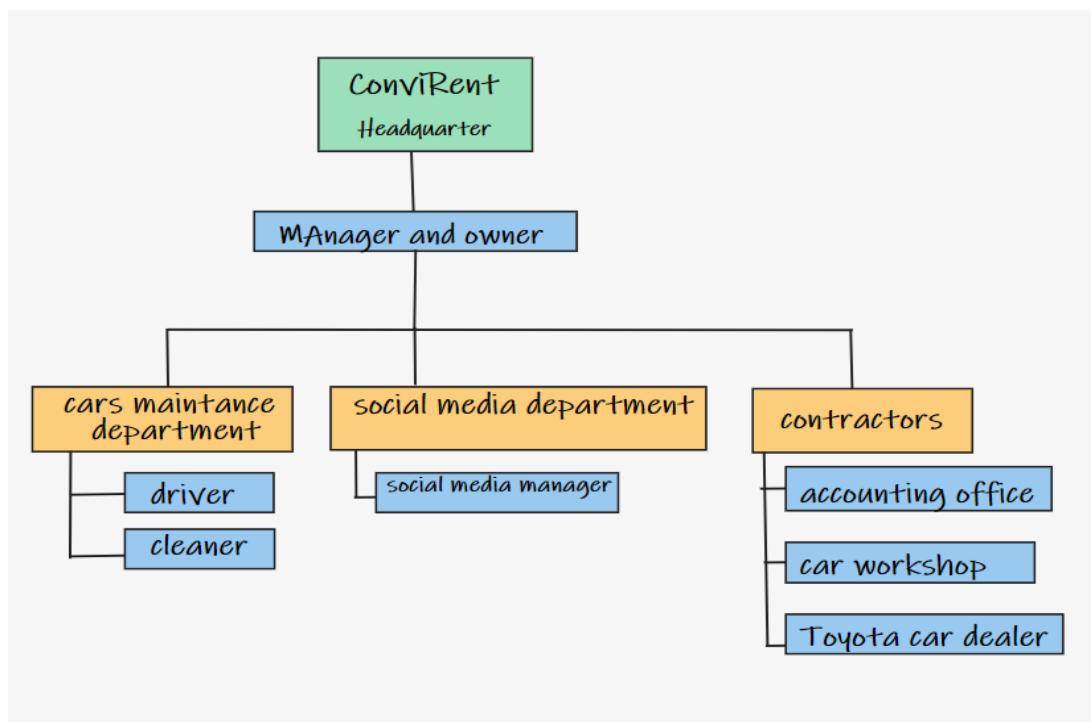 ConviRent
Headquarter
MAnager and owner
cars maintance
department
driver
cleaner
social media department
social media manager
contractors
accounting office
car workshop
Toyota car dealer